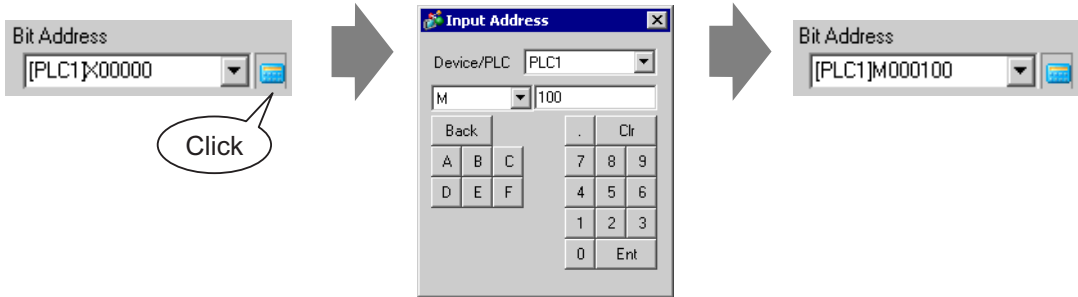 Bit Address
[PLC1]X00000
Click
Input Address
Device/PLC PLC1
M 100
Back . Clr
A B C 7 8 9
D E F 4 5 6
1 2 3
0 Ent
Bit Address
[PLC1]M000100